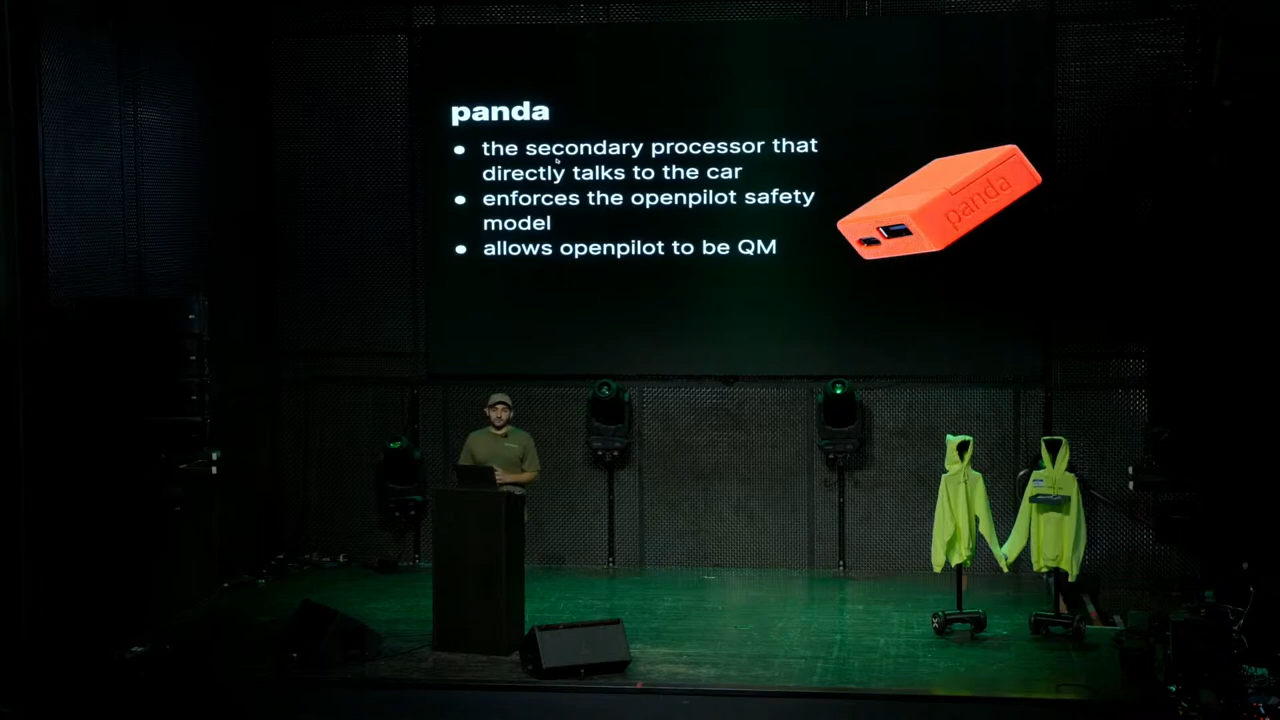 panda
● the secondary processor that
directly talks to the car
● enforces the openpilot safety
model
● allows openpilot to be QM
panda